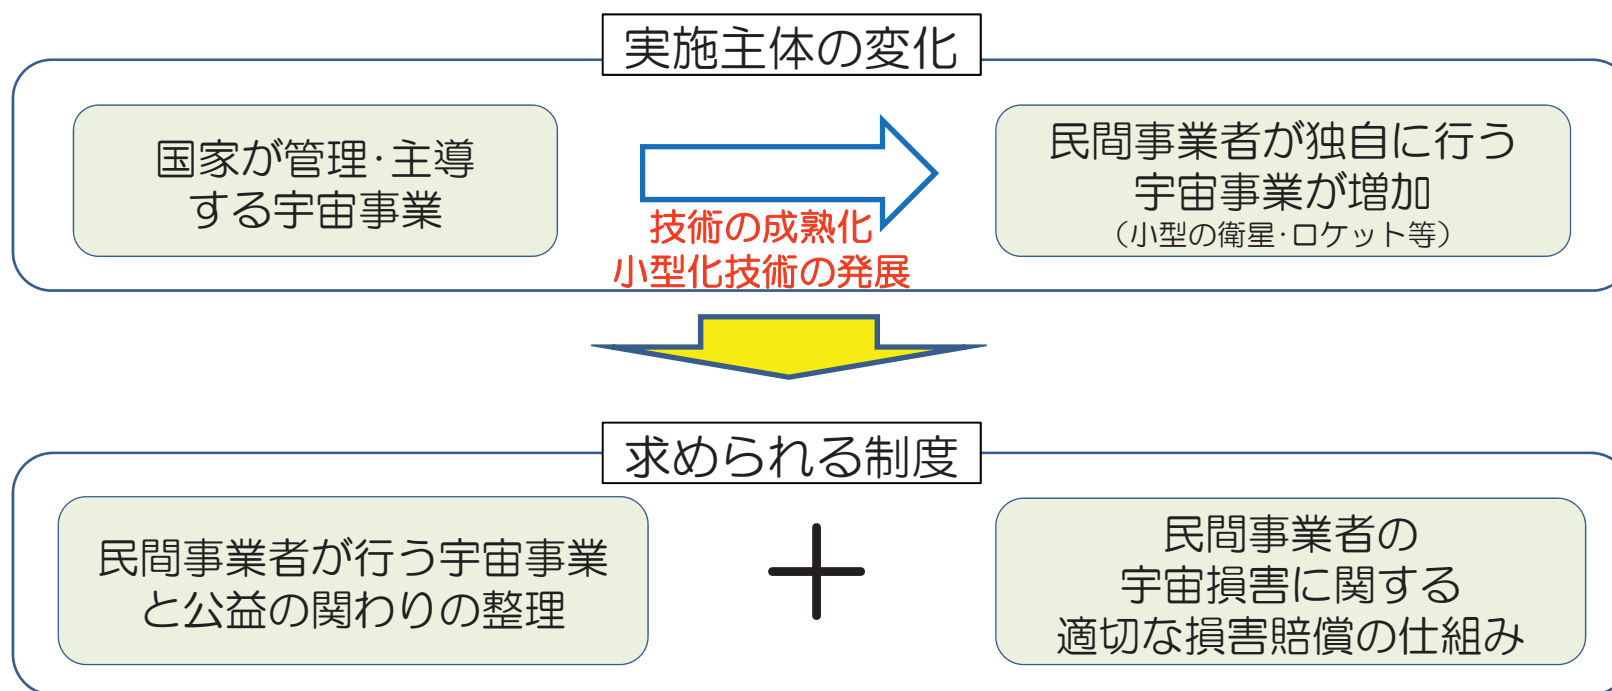 実施主体の変化
国家が管理・主導
する宇宙事業
技術の成熟化
小型化技術の発展
民間事業者が独自に行う
宇宙事業が増加
（小型の衛星・ロケット等）
求められる制度
民間事業者が行う宇宙事業
と公益の関わりの整理
民間事業者の
宇宙損害に関する
適切な損害賠償の仕組み